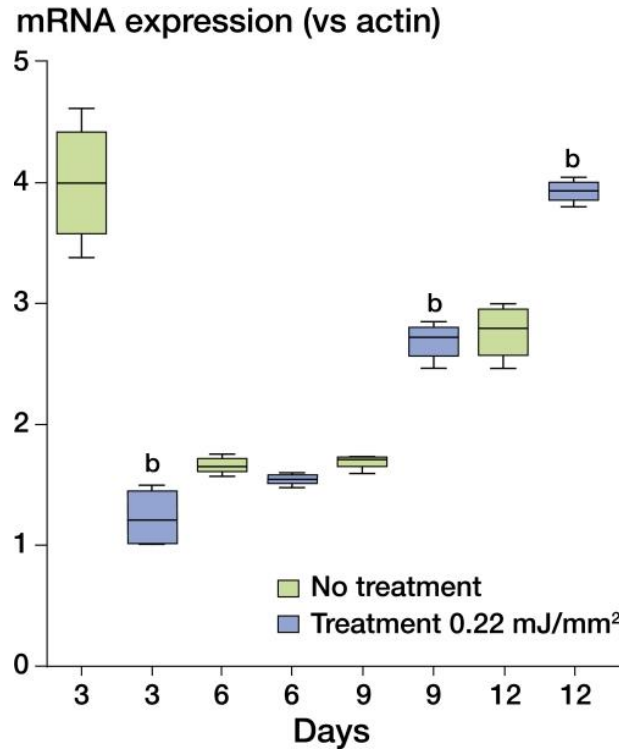 mRNA expression (vs actin)
5
4
3
2
1
0
b
b
b
No treatment
Treatment 0.22 mJ/mm²
3 3 6 6 9 9 12 12
Days